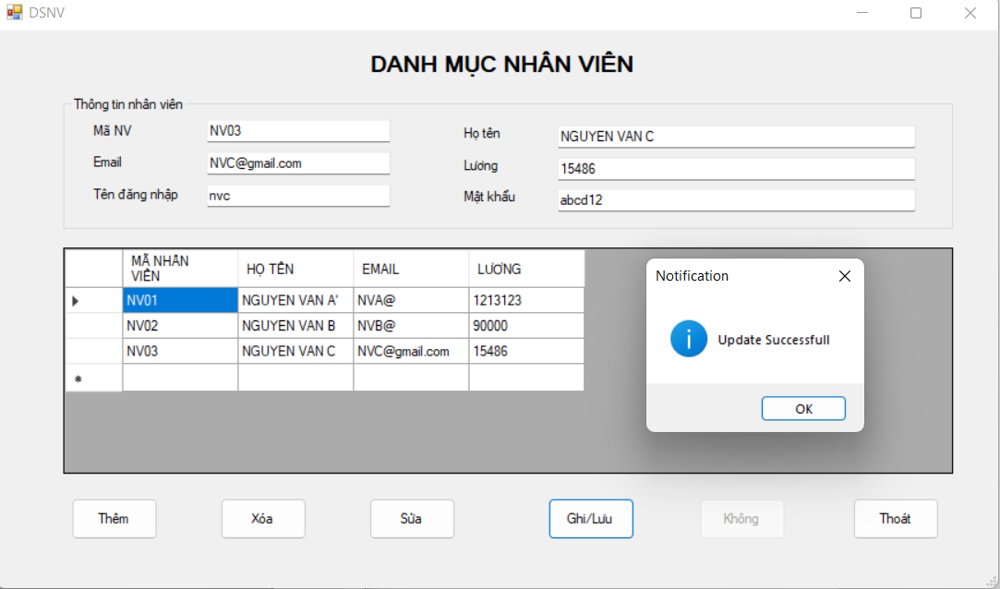 DSNV
DANH MỤC NHÂN VIÊN
Thông tin nhân viên
Mã NV
NV03
Họ tên
NGUYEN VAN C
Email
NVC@gmail.com
Lương
15486
Tên đăng nhập
nvc
Mật khẩu
abcd12
MÃ NHÂN
VIÊN
HỌ TÊN
EMAIL
LƯƠNG
NV01 NGUYEN VAN A' NVA@ 1213123
NV02 NGUYEN VAN B NVB@ 90000
NV03 NGUYEN VAN C NVC@gmail.com 15486
Notification
Update Successfull
OK
Thêm
Xóa
Sửa
Ghi/Lưu
Không
Thoát